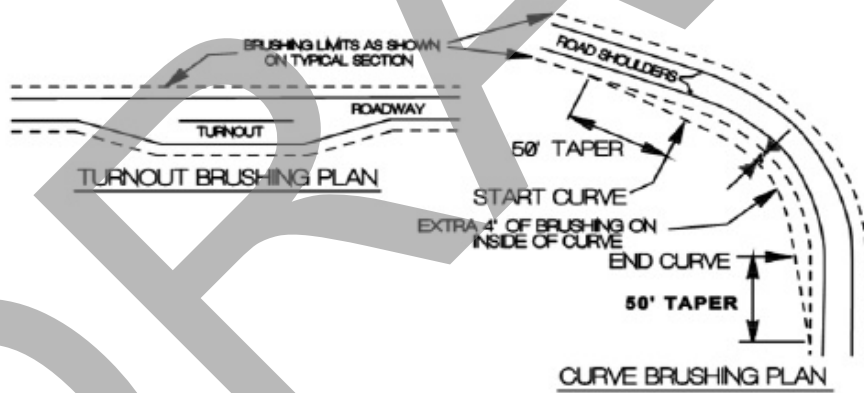 BRUSHING LIMITS AS SHOWN
ON TYPICAL SECTION
ROADWAY
TURNOUT
TURNOUT BRUSHING PLAN
ROAD SHOULDERS
50' TAPER
START CURVE
EXTRA 4' OF BRUSHING ON
INSIDE OF CURVE
END CURVE
50' TAPER
CURVE BRUSHING PLAN